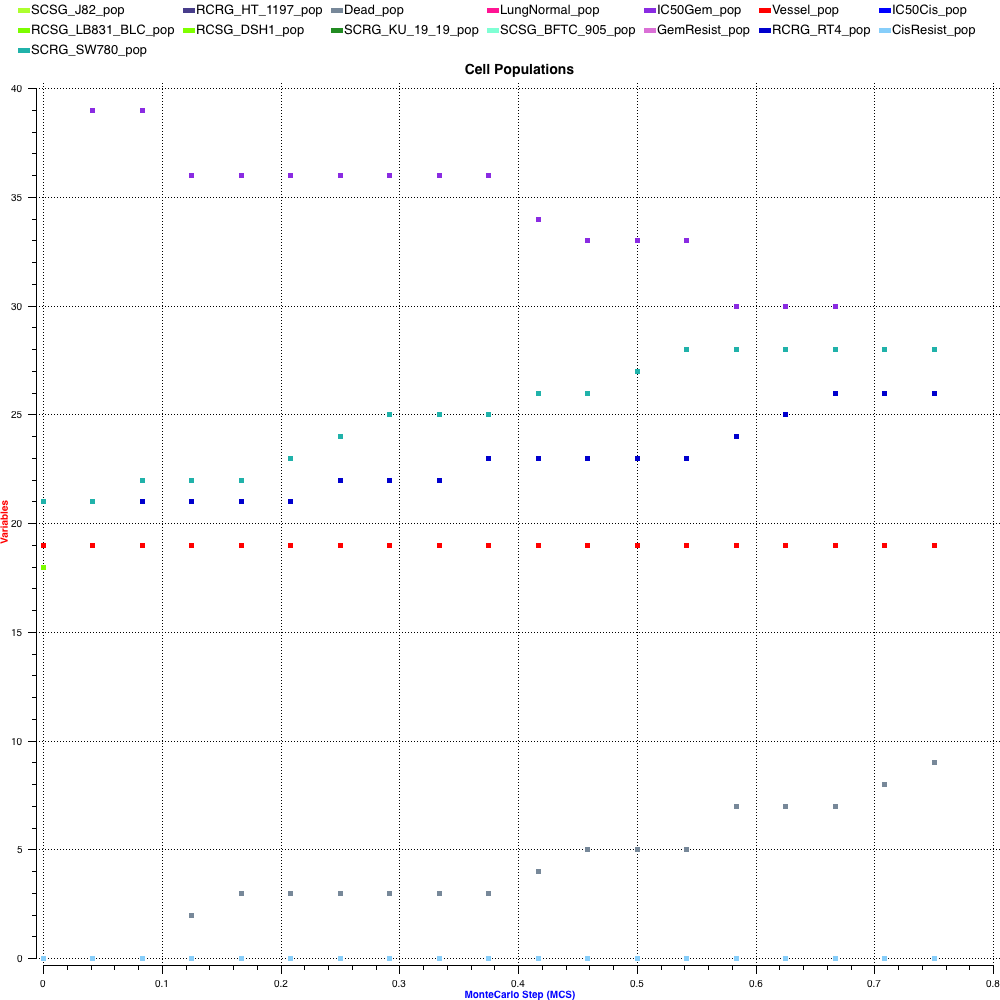 SCSG_J82_pop RCRG_HT_1197_pop Dead_pop LungNormal_pop IC50Gem_pop Vessel_pop IC50Cis_pop
RCSG_LB831_BLC_pop RCSG_DSH1_pop SCRG_KU_19_19_pop SCSG_BFTC_905_pop GemResist_pop RCRG_RT4_pop CisResist_pop
SCRG_SW780_pop
Cell Populations
40
35
30
25
20
15
10
5
0
Variables
0 0.1 0.2 0.3 0.4 0.5 0.6 0.7 0.8
MonteCarlo Step (MCS)